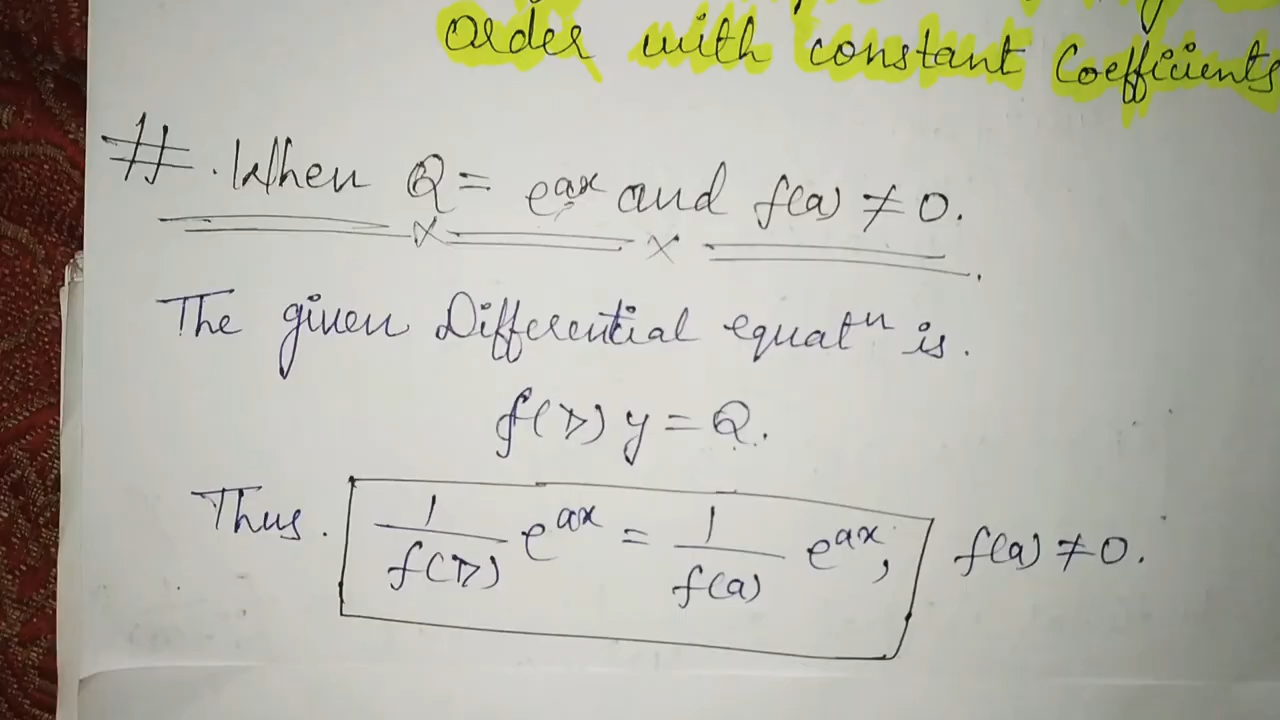 order with constant Coefficients
#. When Q = e^ax and f(a) ≠ 0.
The given Differential equatⁿ is.
f(D) y = Q.
Thus. 1/f(D) e^ax = 1/f(a) e^ax, f(a) ≠ 0.